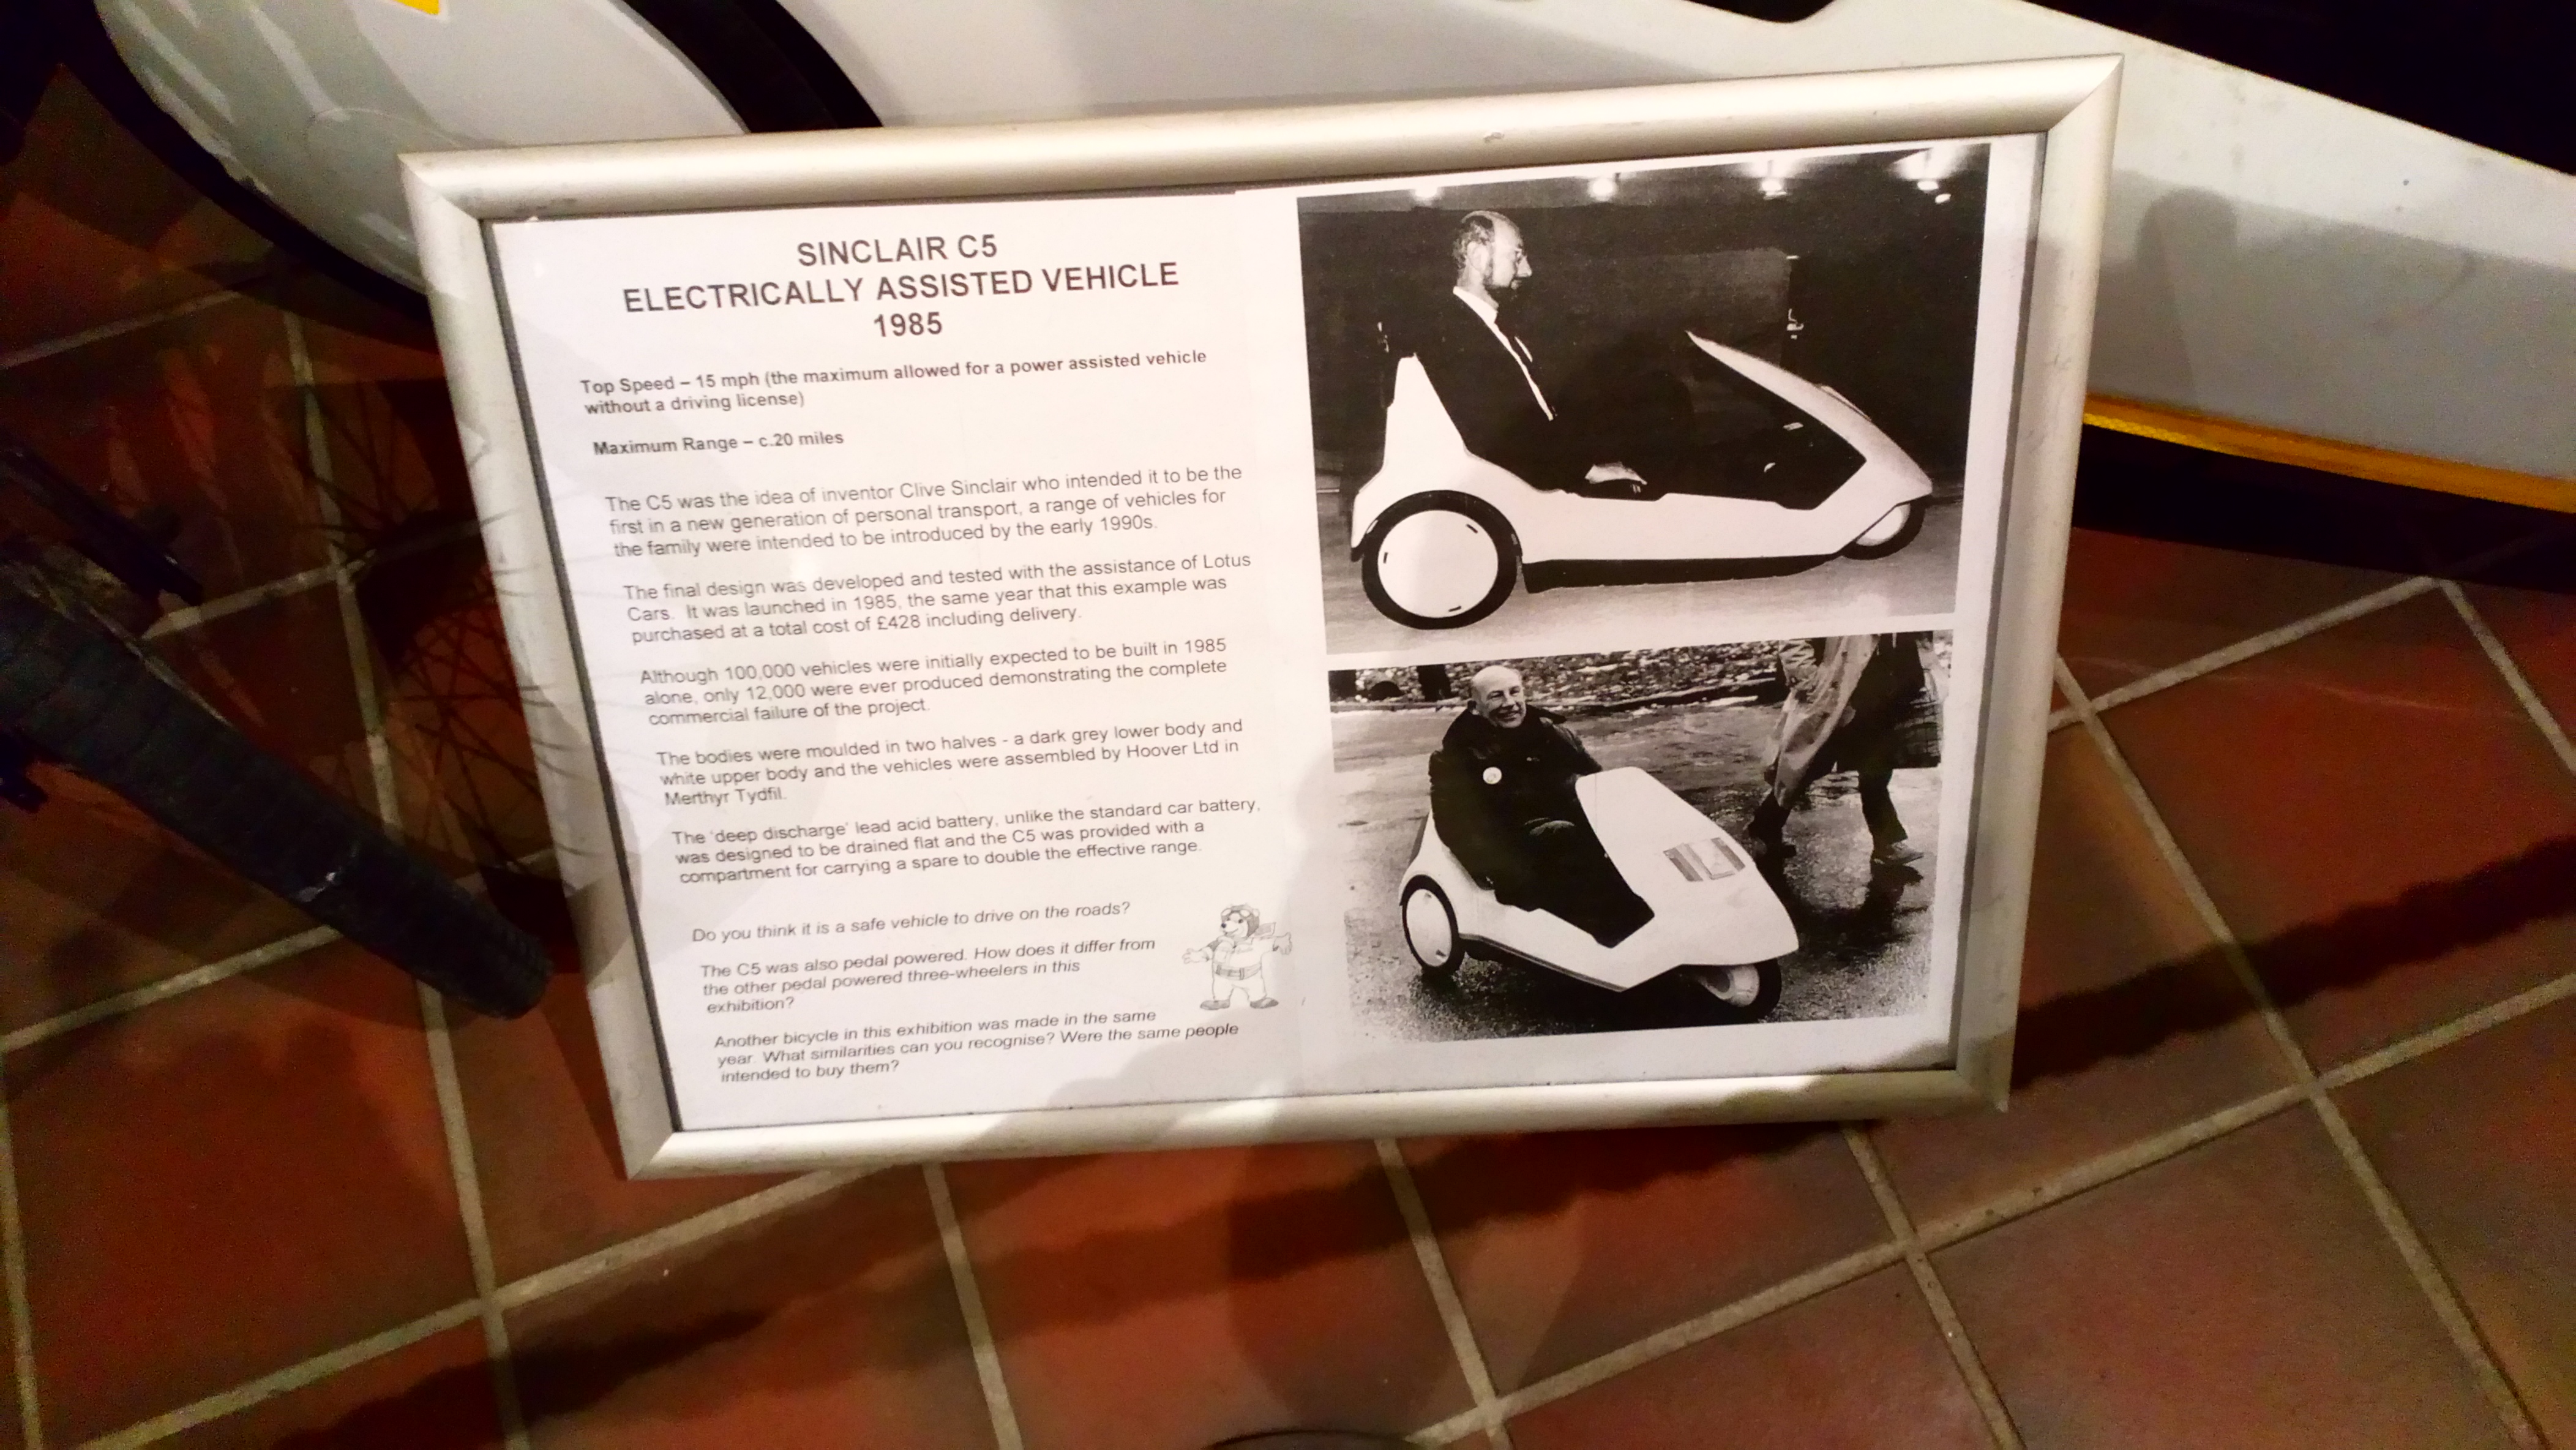 SINCLAIR C5
ELECTRICALLY ASSISTED VEHICLE
1985
Top Speed – 15 mph (the maximum allowed for a power assisted vehicle
without a driving license)
Maximum Range – c.20 miles
The C5 was the idea of inventor Clive Sinclair who intended it to be the
first in a new generation of personal transport, a range of vehicles for
the family were intended to be introduced by the early 1990s.
The final design was developed and tested with the assistance of Lotus
Cars. It was launched in 1985, the same year that this example was
purchased at a total cost of £428 including delivery.
Although 100,000 vehicles were initially expected to be built in 1985
alone, only 12,000 were ever produced demonstrating the complete
commercial failure of the project.
The bodies were moulded in two halves - a dark grey lower body and
white upper body and the vehicles were assembled by Hoover Ltd in
Merthyr Tydfil.
The 'deep discharge' lead acid battery, unlike the standard car battery,
was designed to be drained flat and the C5 was provided with a
compartment for carrying a spare to double the effective range.
Do you think it is a safe vehicle to drive on the roads?
The C5 was also pedal powered. How does it differ from
the other pedal powered three-wheelers in this
exhibition?
Another bicycle in this exhibition was made in the same
year. What similarities can you recognise? Were the same people
intended to buy them?